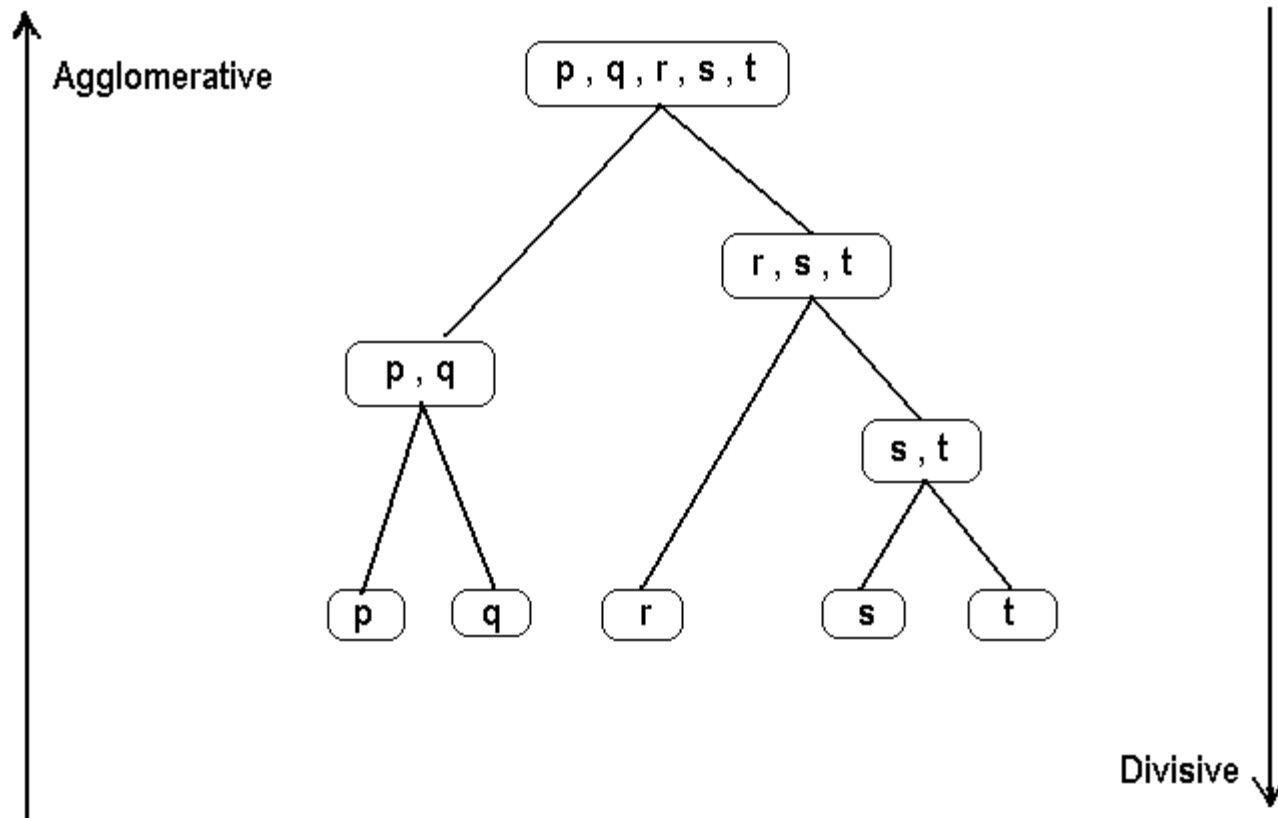 p , q , r , s , t
Agglomerative
r , s , t
p , q
s , t
p
q
r
s
t
Divisive